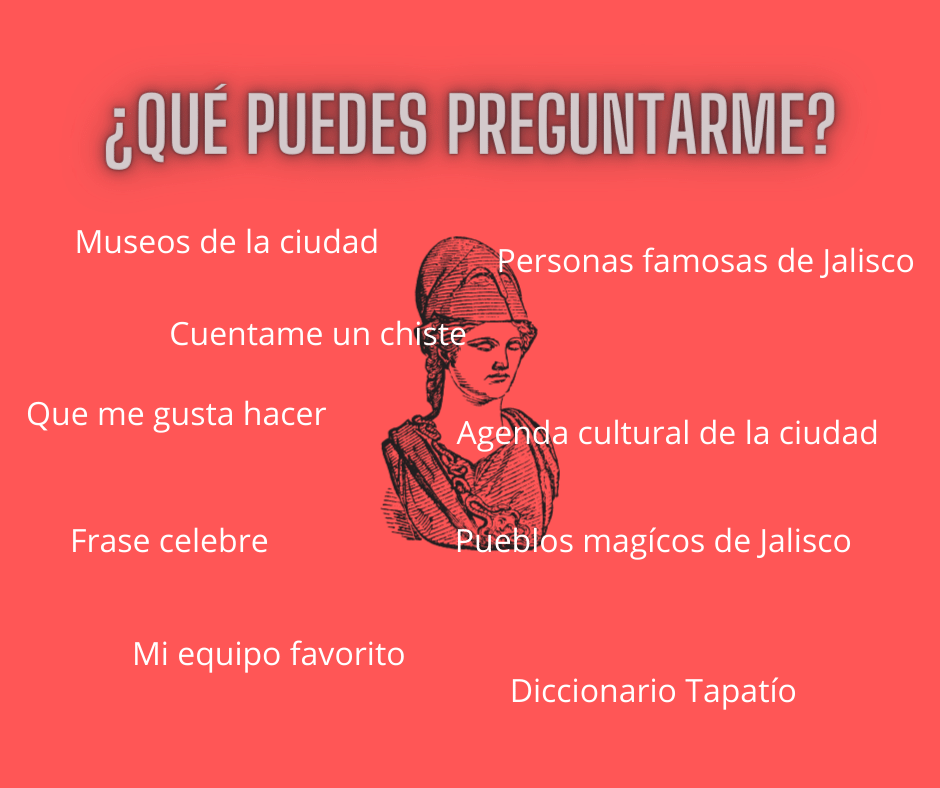 ¿QUÉ PUEDES PREGUNTARME?
Museos de la ciudad
Personas famosas de Jalisco
Cuentame un chiste
Que me gusta hacer
Agenda cultural de la ciudad
Frase celebre
Pueblos magícos de Jalisco
Mi equipo favorito
Diccionario Tapatío